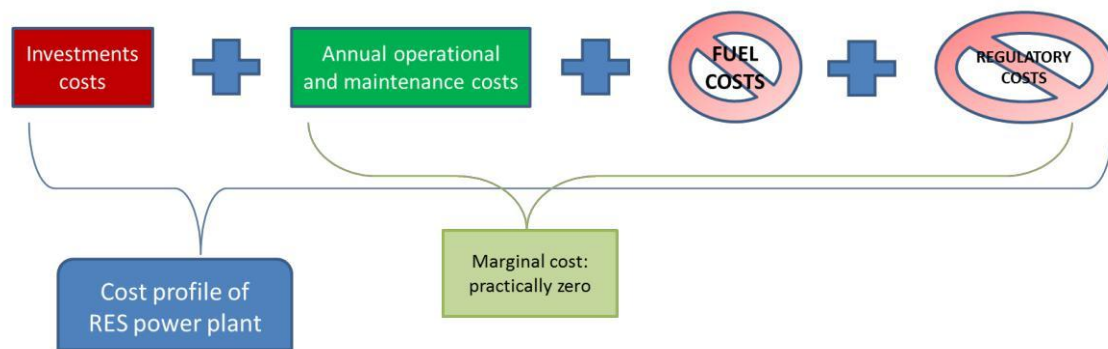 Investments
costs
Annual operational
and maintenance costs
FUEL
COSTS
REGULATORY
COSTS
Cost profile of
RES power plant
Marginal cost:
practically zero